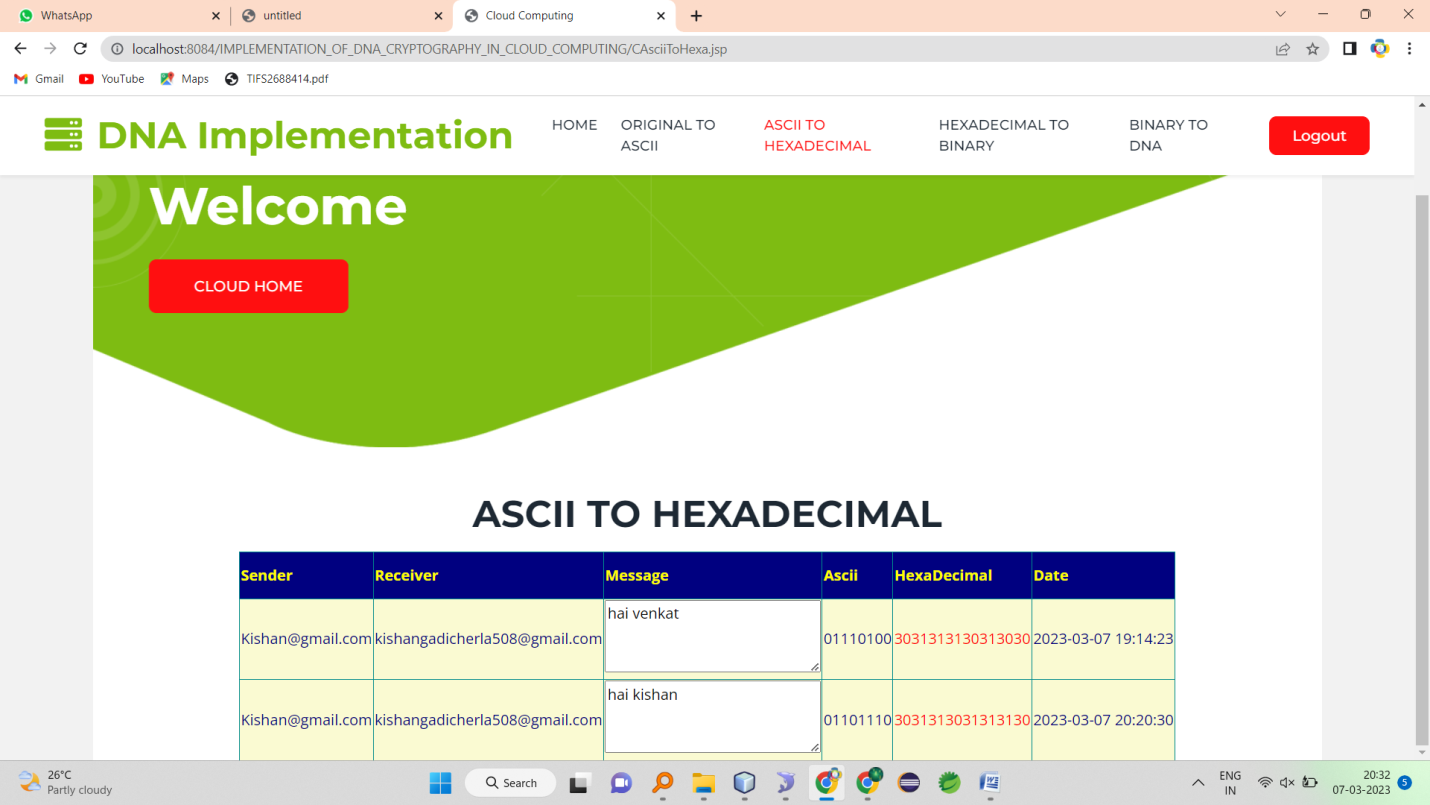 WhatsApp
untitled
Cloud Computing
localhost:8084/IMPLEMENTATION_OF_DNA_CRYPTOGRAPHY_IN_CLOUD_COMPUTING/CAsciiToHexa.jsp
Gmail YouTube Maps TIFS2688414.pdf
DNA Implementation
HOME
ORIGINAL TO
ASCII
ASCII TO
HEXADECIMAL
HEXADECIMAL TO
BINARY
BINARY TO
DNA
Logout
Welcome
CLOUD HOME
ASCII TO HEXADECIMAL
Sender Receiver Message Ascii HexaDecimal Date
Kishan@gmail.com kishangadicherla508@gmail.com hai venkat 01110100 3031313130313030 2023-03-07 19:14:23
Kishan@gmail.com kishangadicherla508@gmail.com hai kishan 01101110 3031313031313130 2023-03-07 20:20:30
26°C
Partly cloudy
Search
ENG
IN
20:32
07-03-2023
5